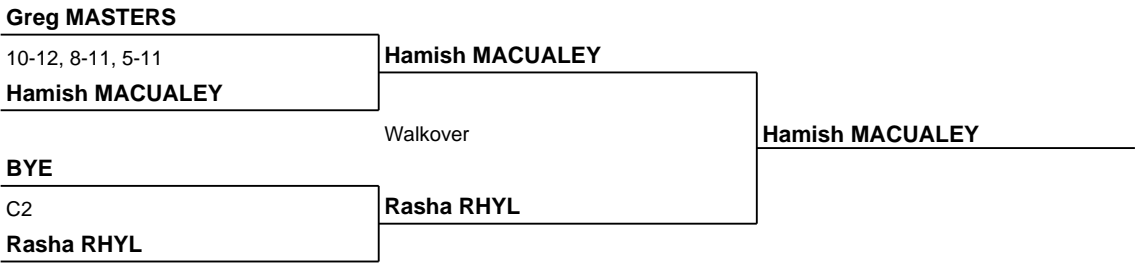 Greg MASTERS
10-12, 8-11, 5-11
Hamish MACUALEY
Hamish MACUALEY
Walkover
Hamish MACUALEY
BYE
C2
Rasha RHYL
Rasha RHYL